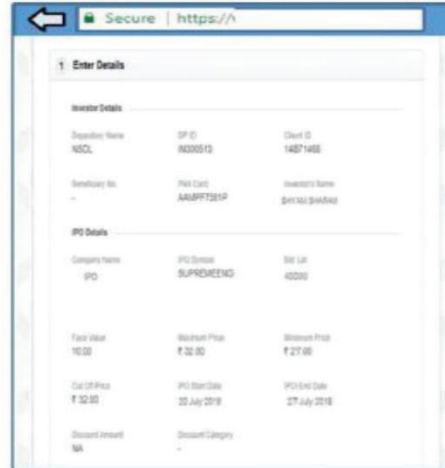 Secure | https://
1 Enter Details
Investor Details
Depository Name DP ID Client ID
NSDL IN300513 14871468
Beneficiary No. PAN Card Investor's Name
-
IPO Details
Company Name IPO Symbol Bid Lot
IPO SUPREMEENG
Face Value Maximum Price Minimum Price
10.00 ₹ 32.00 ₹ 27.00
Cut Off Price IPO Start Date IPO End Date
₹ 32.00 20 July 2018 27 July 2018
Discount Amount Discount Category
NA -